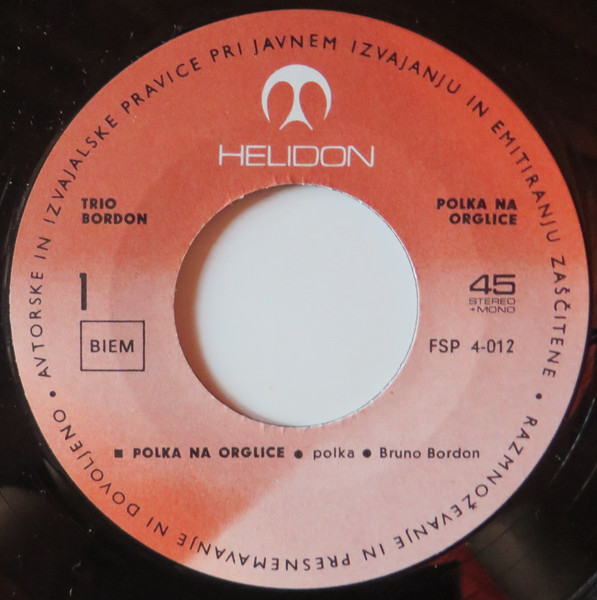 AVTORSKE IN IZVAJALSKE PRAVICE PRI JAVNEM IZVAJANJU IN EMITIRANJU ZAŠČITENE • RAZMNOŽEVANJE IN PRESNEMAVANJE NI DOVOLJENO •
HELIDON
TRIO
BORDON
POLKA NA
ORGLICE
1
45
STEREO
+MONO
BIEM
FSP 4-012
■ POLKA NA ORGLICE ● polka ● Bruno Bordon